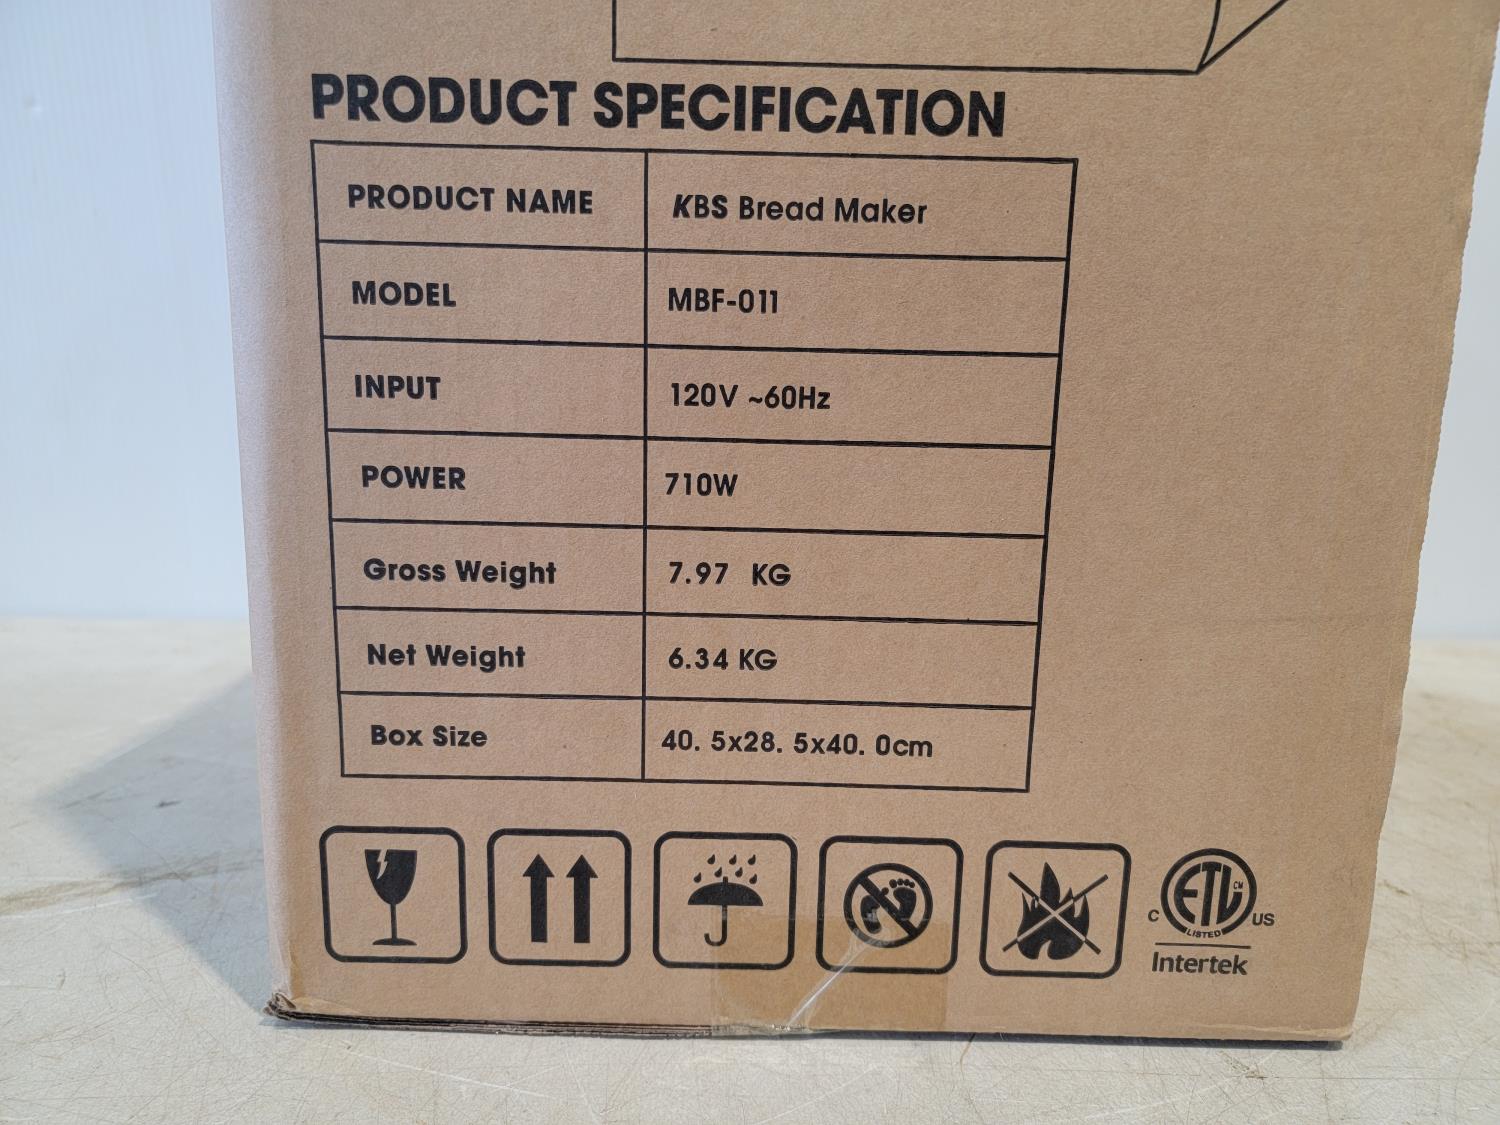 PRODUCT SPECIFICATION
PRODUCT NAME KBS Bread Maker
MODEL MBF-011
INPUT 120V ~60Hz
POWER 710W
Gross Weight 7.97 KG
Net Weight 6.34 KG
Box Size 40. 5x28. 5x40. 0cm
C ETL CM LISTED US
Intertek